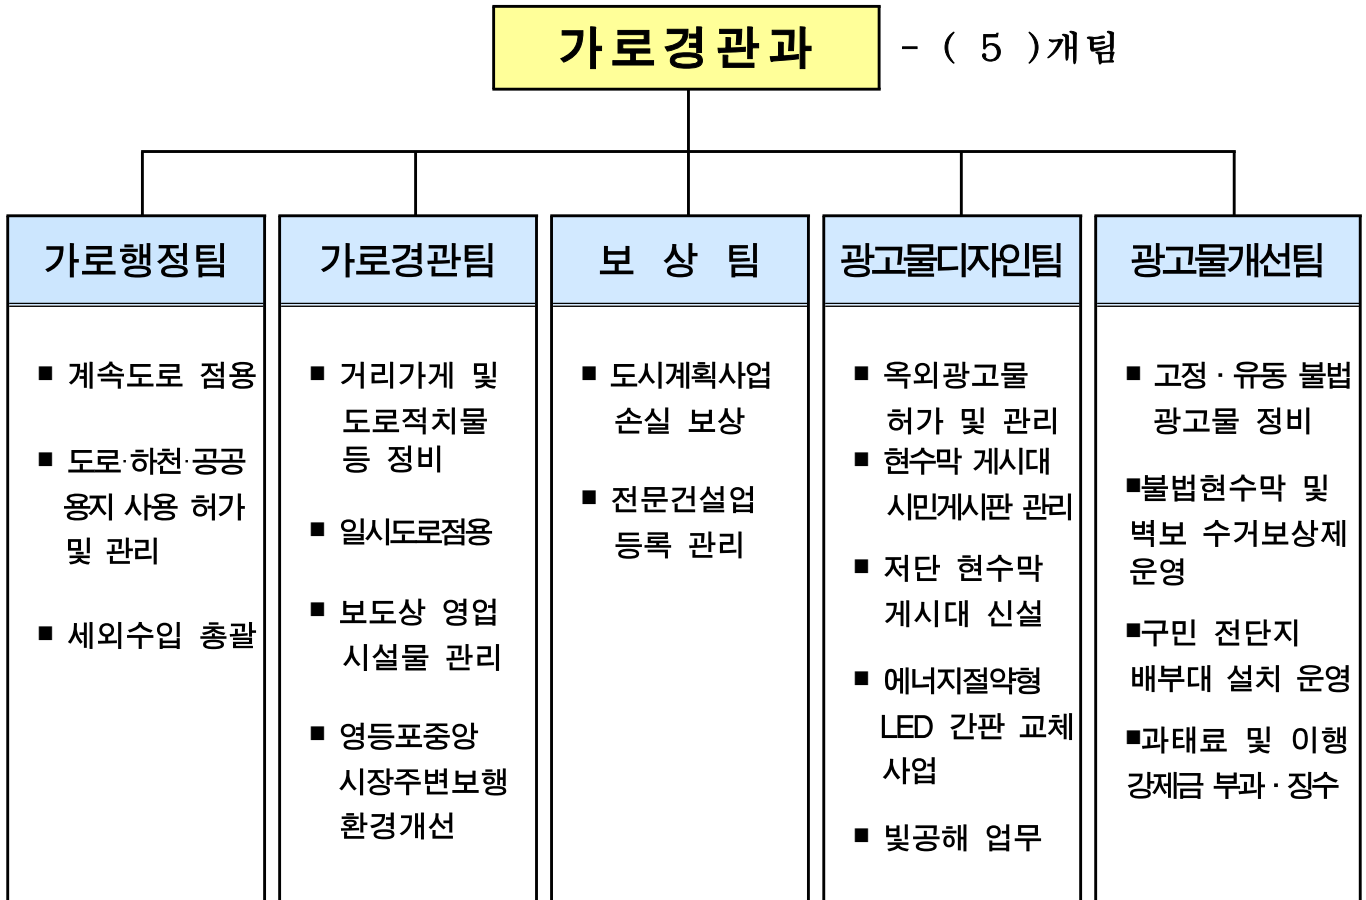 가로경관과
- ( 5 )개팀
가로행정팀
■ 계속도로 점용
■ 도로·하천·공공
용지 사용 허가
및 관리
■ 세외수입 총괄
가로경관팀
■ 거리가게 및
도로적치물
등 정비
■ 일시도로점용
■ 보도상 영업
시설물 관리
■ 영등포중앙
시장주변보행
환경개선
보 상 팀
■ 도시계획사업
손실 보상
■ 전문건설업
등록 관리
광고물디자인팀
■ 옥외광고물
허가 및 관리
■ 현수막 게시대
시민게시판 관리
■ 저단 현수막
게시대 신설
■ 에너지절약형
LED 간판 교체
사업
■ 빛공해 업무
광고물개선팀
■ 고정·유동 불법
광고물 정비
■불법현수막 및
벽보 수거보상제
운영
■구민 전단지
배부대 설치 운영
■과태료 및 이행
강제금 부과·징수